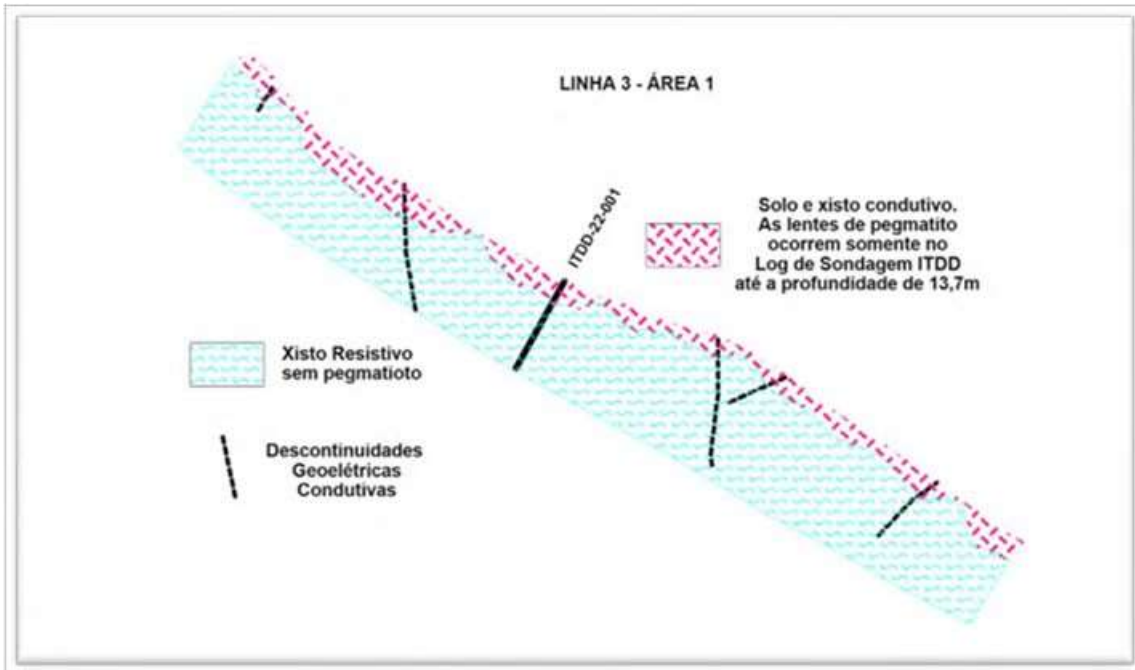 LINHA 3 - ÁREA 1
ITDD-22-001
Solo e xisto condutivo.
As lentes de pegmatito
ocorrem somente no
Log de Sondagem ITDD
até a profundidade de 13,7m
Xisto Resistivo
sem pegmatioto
Descontinuidades
Geoelétricas
Condutivas